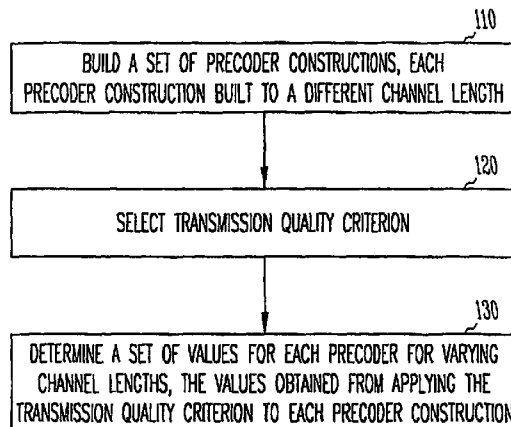 110
BUILD A SET OF PRECODER CONSTRUCTIONS, EACH
PRECODER CONSTRUCTION BUILT TO A DIFFERENT CHANNEL LENGTH
120
SELECT TRANSMISSION QUALITY CRITERION
130
DETERMINE A SET OF VALUES FOR EACH PRECODER FOR VARYING
CHANNEL LENGTHS, THE VALUES OBTAINED FROM APPLYING THE
TRANSMISSION QUALITY CRITERION TO EACH PRECODER CONSTRUCTION